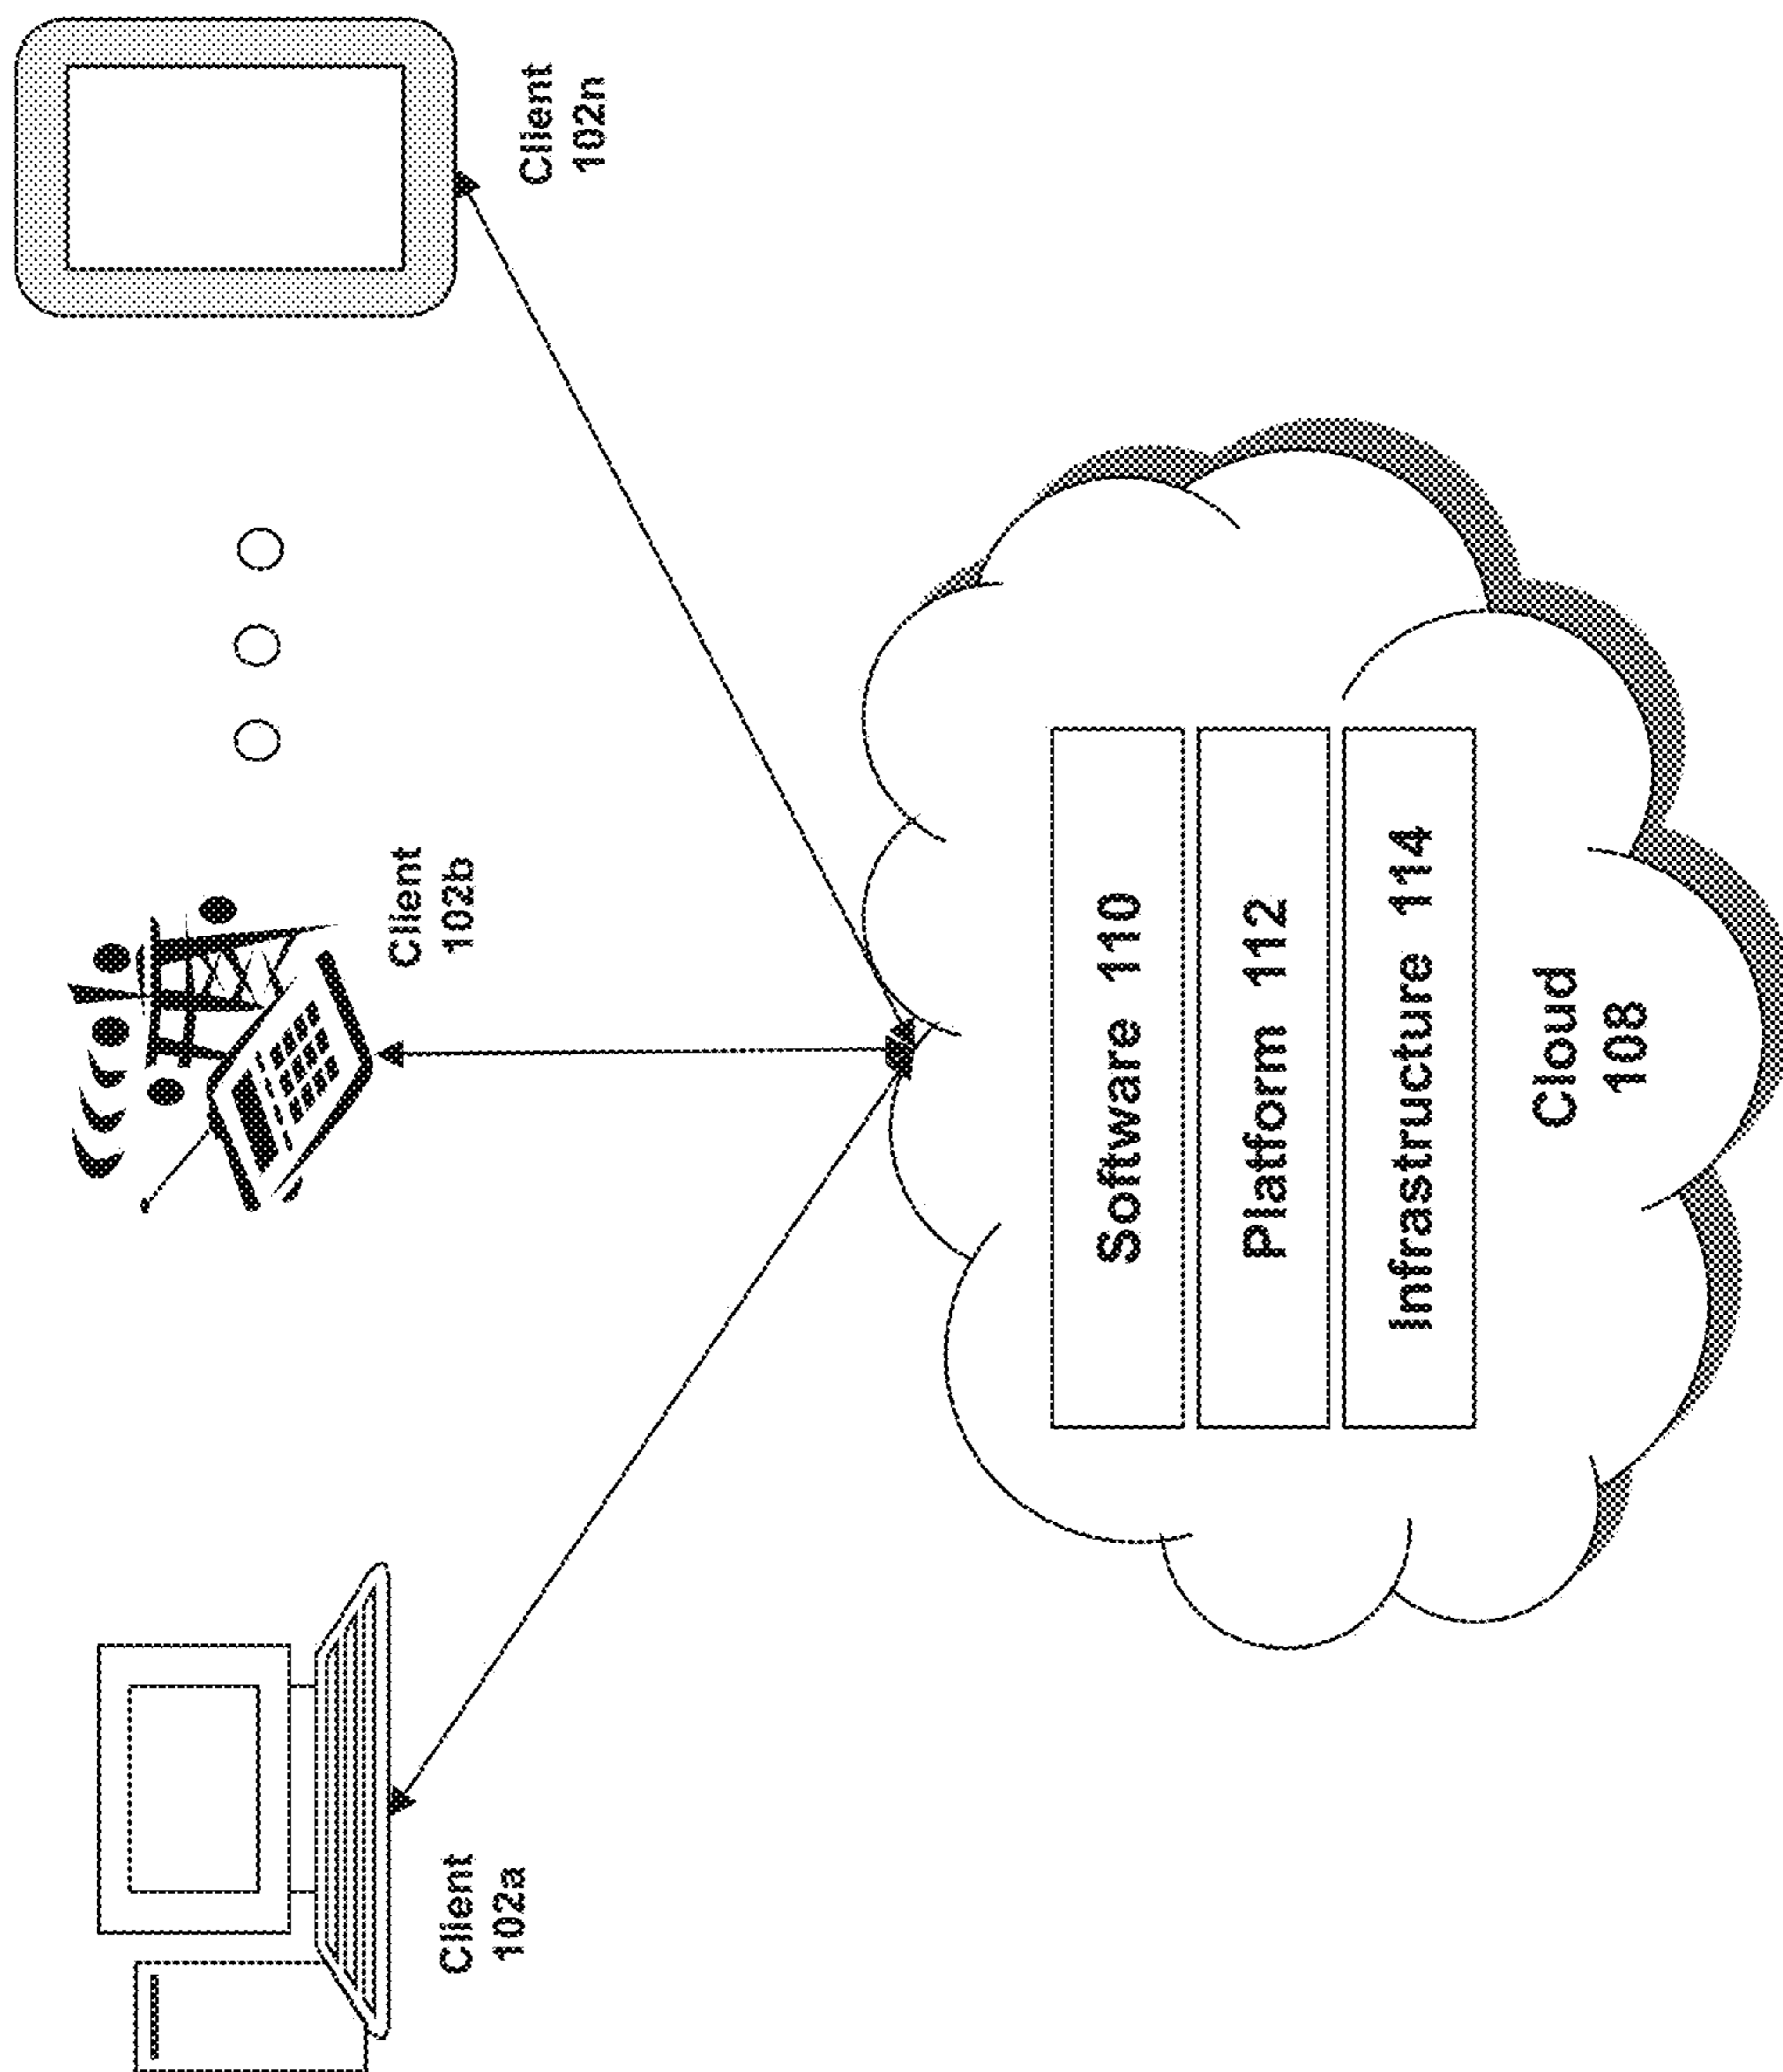 Client
102a
Client
102b
Client
102n
Software 110
Platform 112
Infrastructure 114
Cloud
108